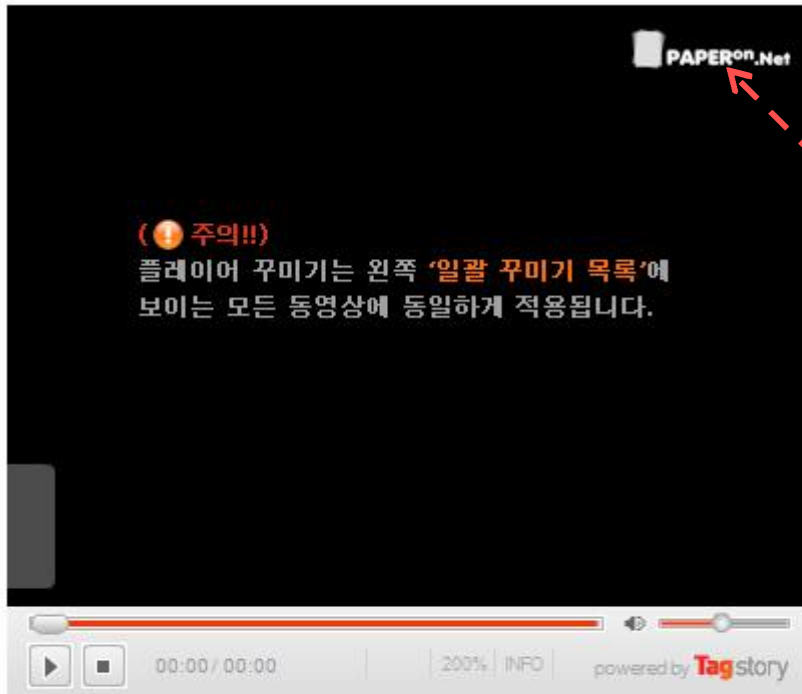 PAPERon.Net
(! 주의!!)
플레이어 꾸미기는 왼쪽 ‘일괄 꾸미기 목록’에
보이는 모든 동영상에 동일하게 적용됩니다.
00:00 / 00:00
200%
INFO
powered by Tagstory